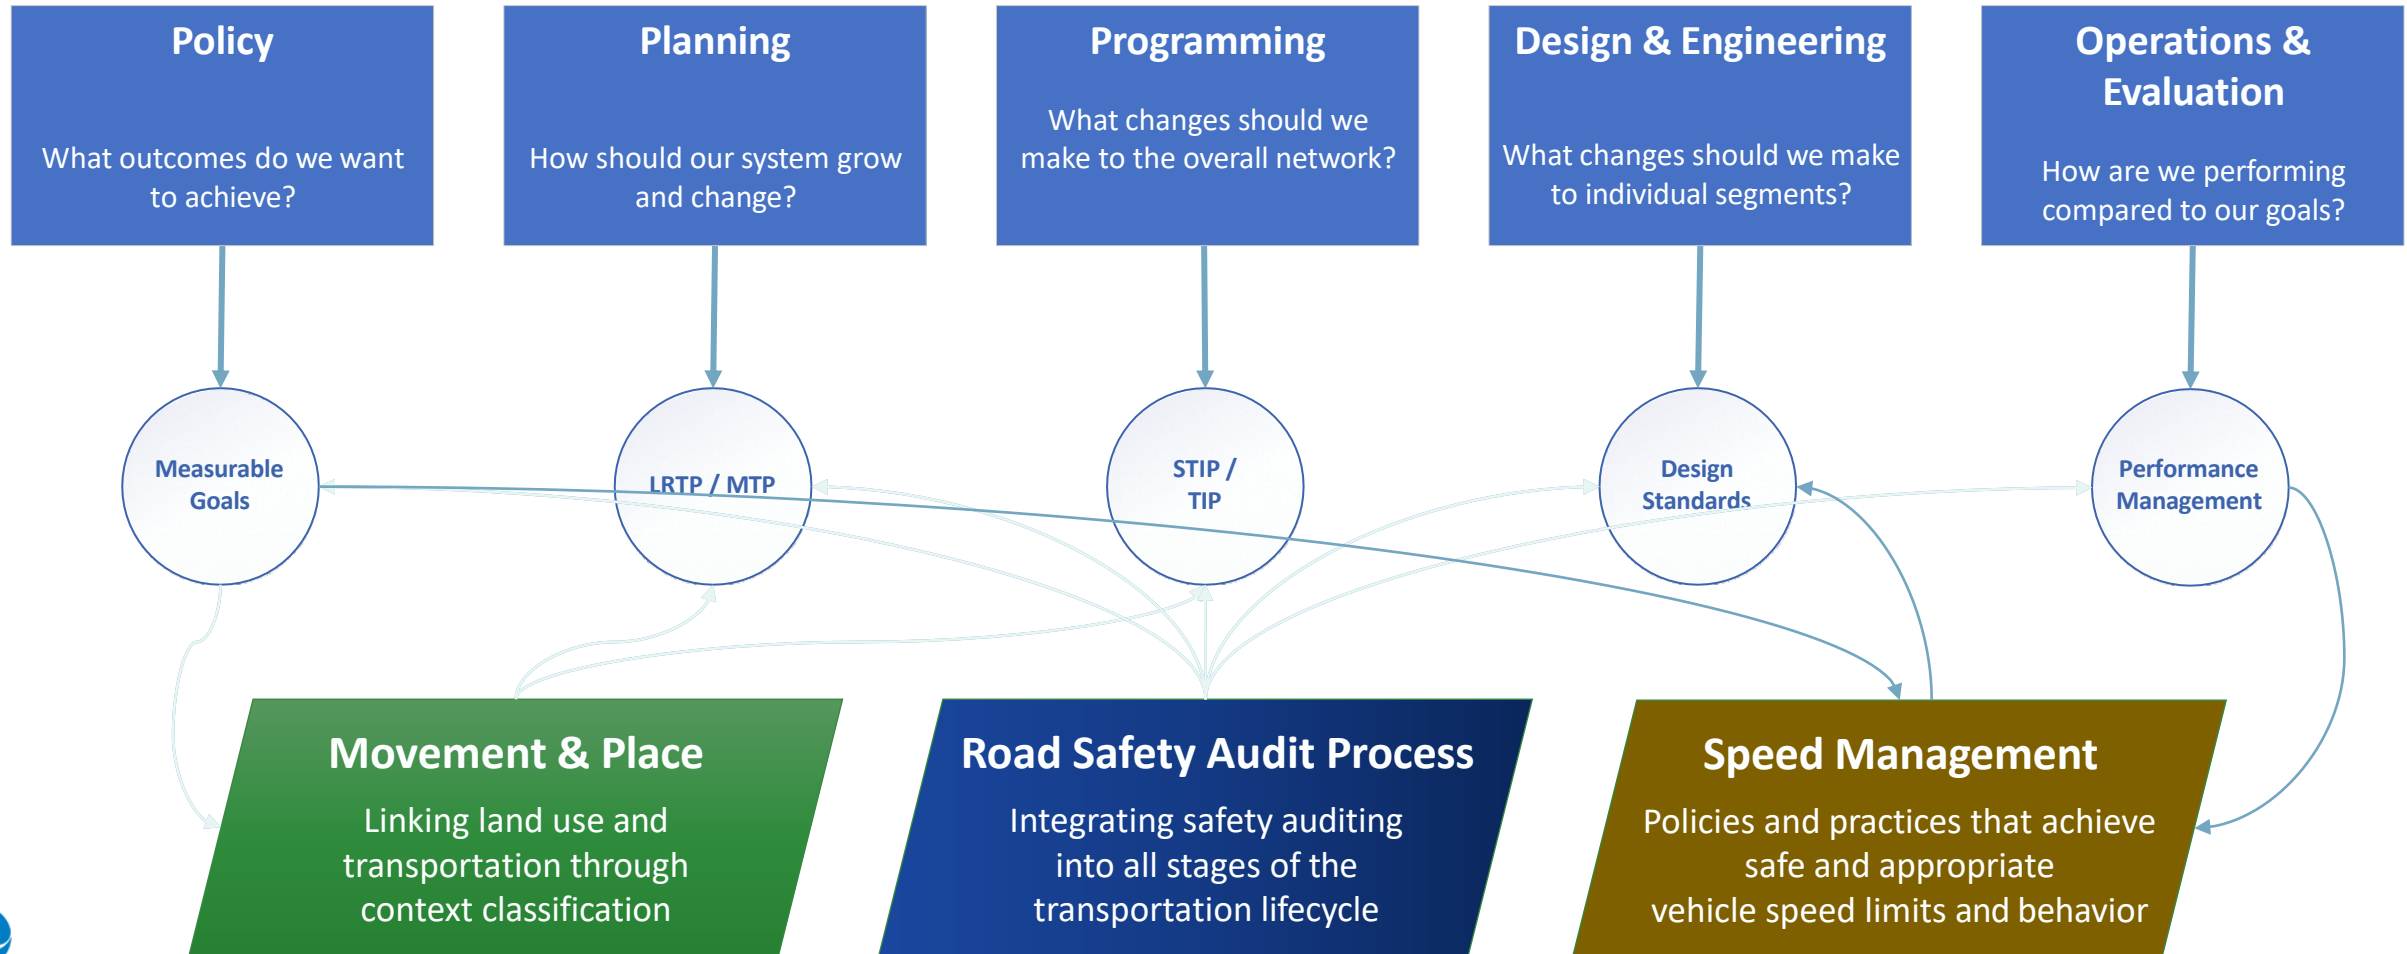 Policy
What outcomes do we want
to achieve?
Planning
How should our system grow
and change?
Programming
What changes should we
make to the overall network?
Design & Engineering
What changes should we make
to individual segments?
Operations &
Evaluation
How are we performing
compared to our goals?
Measurable
Goals
LRTP / MTP
STIP /
TIP
Design
Standards
Performance
Management
Movement & Place
Linking land use and
transportation through
context classification
Road Safety Audit Process
Integrating safety auditing
into all stages of the
transportation lifecycle
Speed Management
Policies and practices that achieve
safe and appropriate
vehicle speed limits and behavior